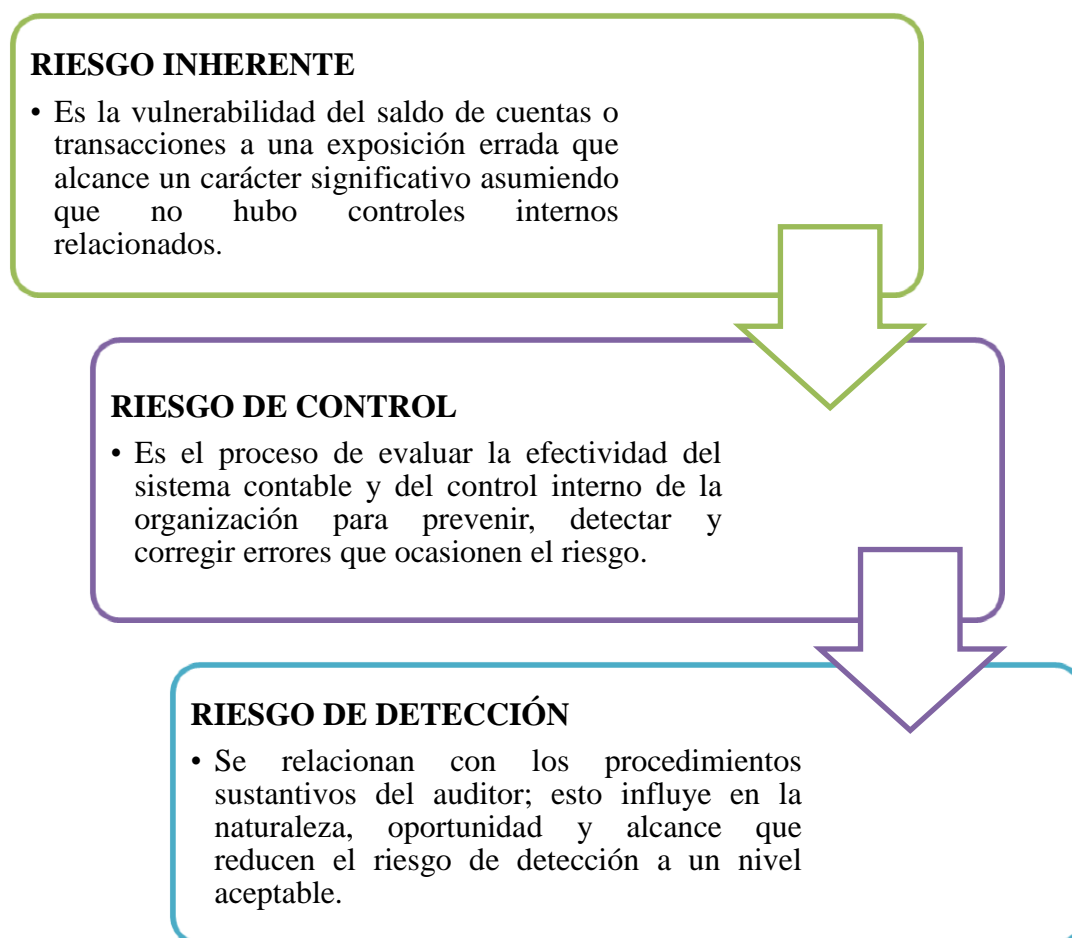 RIESGO INHERENTE
• Es la vulnerabilidad del saldo de cuentas o
transacciones a una exposición errada que
alcance un carácter significativo asumiendo
que no hubo controles internos
relacionados.
RIESGO DE CONTROL
• Es el proceso de evaluar la efectividad del
sistema contable y del control interno de la
organización para prevenir, detectar y
corregir errores que ocasionen el riesgo.
RIESGO DE DETECCIÓN
• Se relacionan con los procedimientos
sustantivos del auditor; esto influye en la
naturaleza, oportunidad y alcance que
reducen el riesgo de detección a un nivel
aceptable.